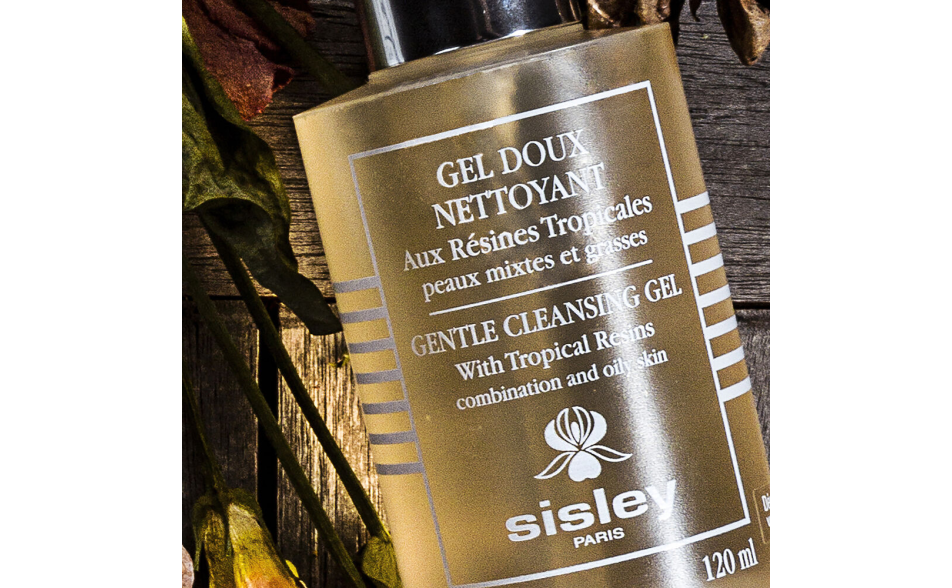 GEL DOUX
NETTOYANT
Aux Résines Tropicales
peaux mixtes et grasses
GENTLE CLEANSING GEL
With Tropical Resins
combination and oily skin
sisley
PARIS
120 ml